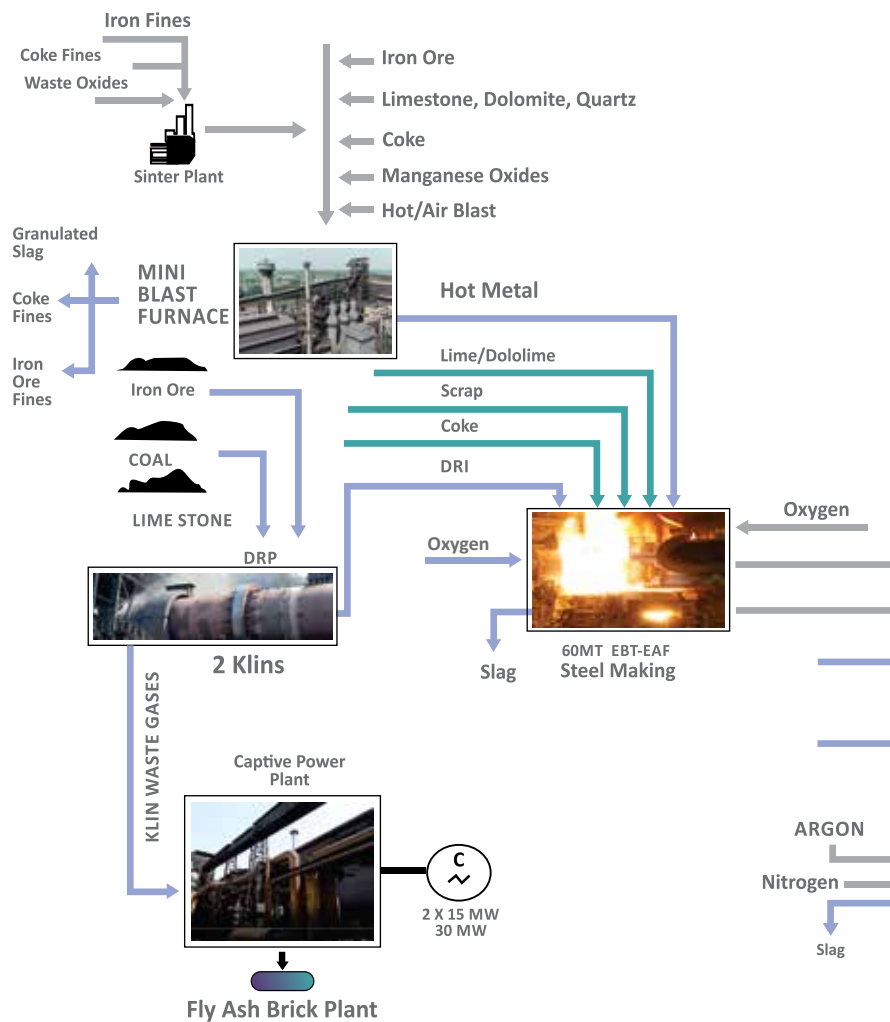 Iron Fines
Coke Fines
Waste Oxides
Sinter Plant
Iron Ore
Limestone, Dolomite, Quartz
Coke
Manganese Oxides
Hot/Air Blast
Granulated
Slag
Coke
Fines
Iron
Ore
Fines
MINI
BLAST
FURNACE
Hot Metal
Lime/Dololime
Scrap
Coke
DRI
Iron Ore
COAL
LIME STONE
DRP
2 Klins
Oxygen
Oxygen
Slag
60MT EBT-EAF
Steel Making
KLIN WASTE GASES
Captive Power
Plant
C
2 X 15 MW
30 MW
Fly Ash Brick Plant
ARGON
Nitrogen
Slag